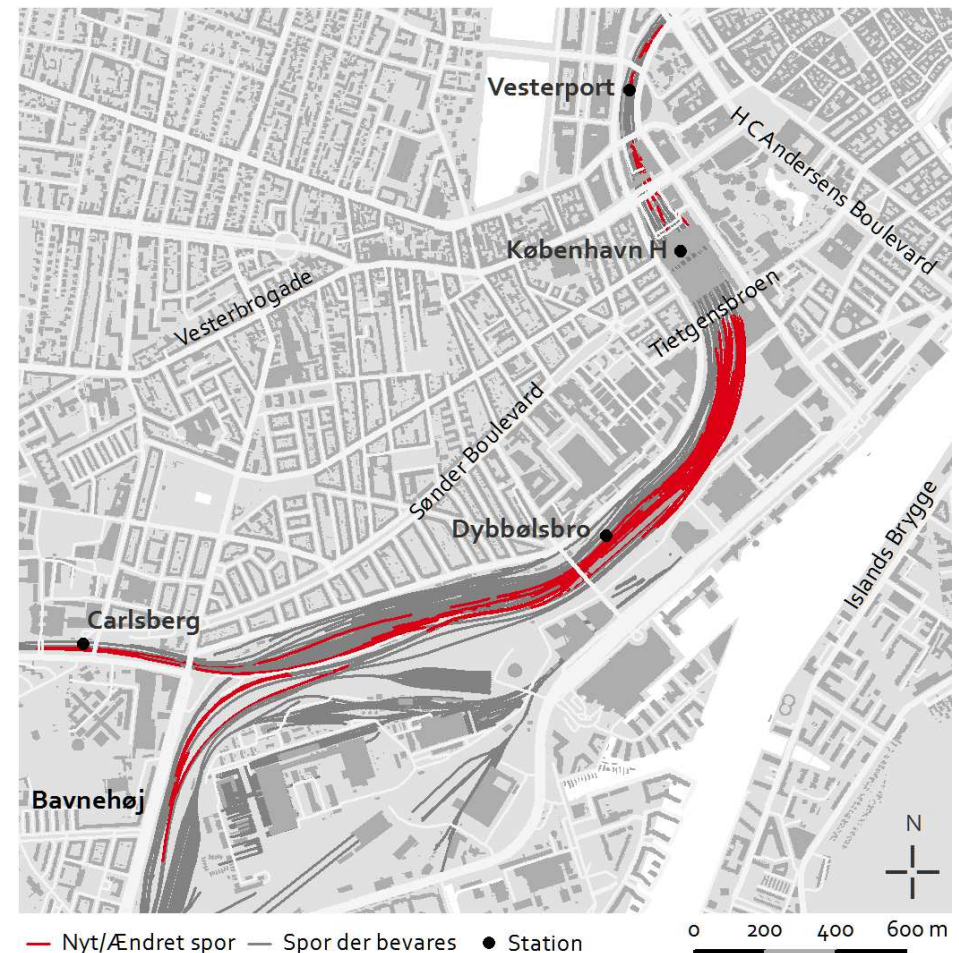 Vesterport
H C Andersens Boulevard
København H
Vesterbrogade
Tietgensbroen
Sønder Boulevard
Dybbølsbro
Islands Brygge
Carlsberg
Bavnehøj
N
Nyt/Ændret spor
Spor der bevares
Station
0 200 400 600 m